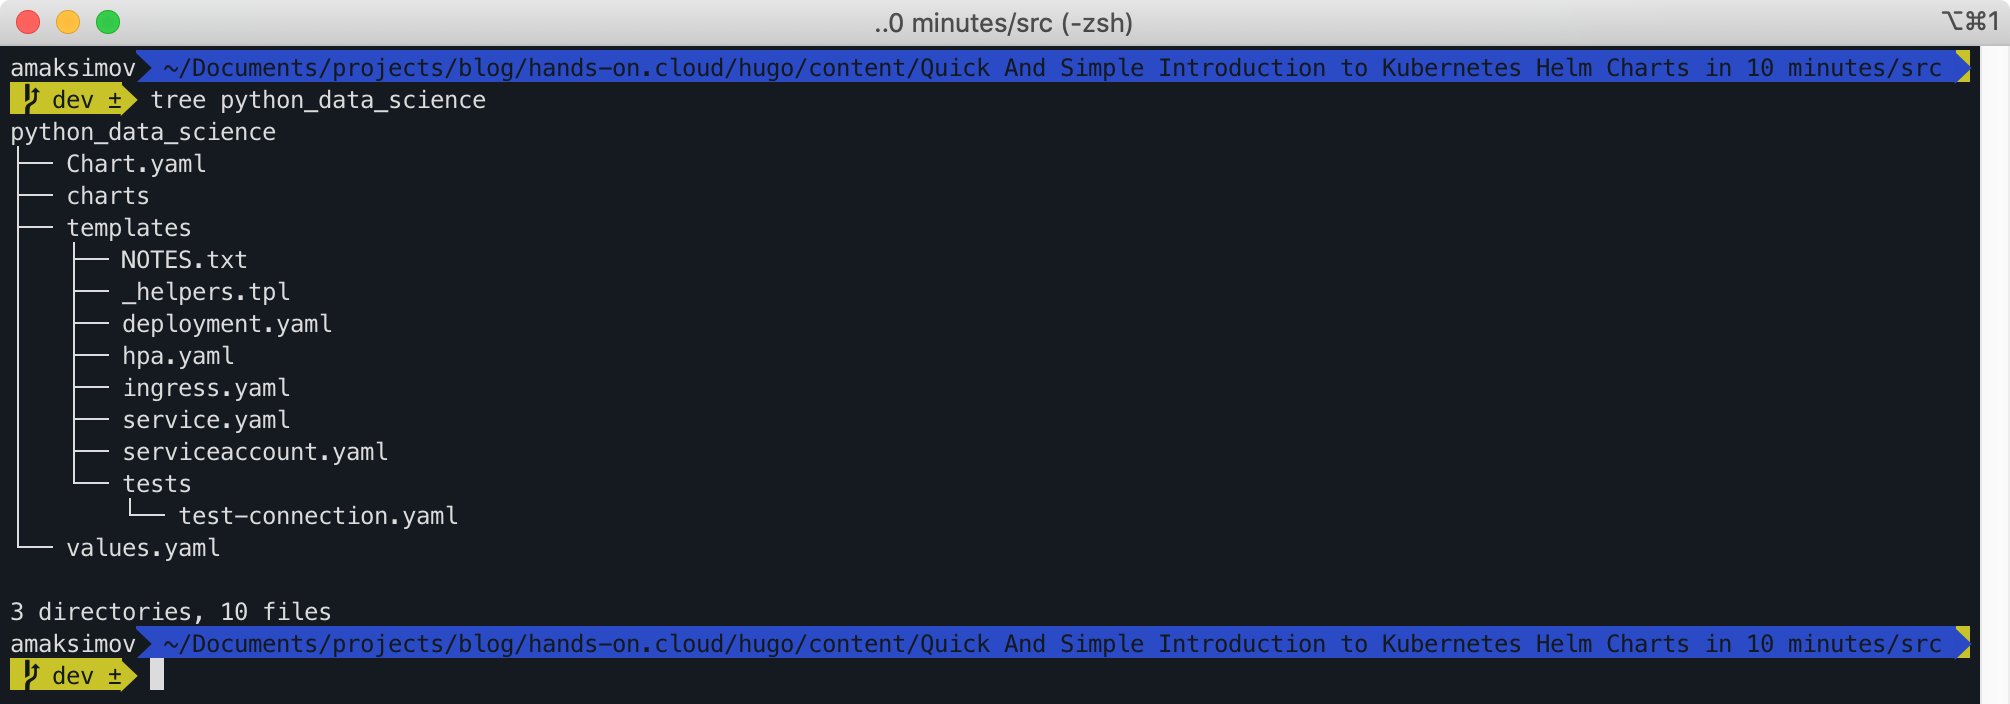 ..0 minutes/src (-zsh)
⌥⌘1
amaksimov ~/Documents/projects/blog/hands-on.cloud/hugo/content/Quick And Simple Introduction to Kubernetes Helm Charts in 10 minutes/src
dev ± tree python_data_science
python_data_science
├── Chart.yaml
├── charts
├── templates
│   ├── NOTES.txt
│   ├── _helpers.tpl
│   ├── deployment.yaml
│   ├── hpa.yaml
│   ├── ingress.yaml
│   ├── service.yaml
│   ├── serviceaccount.yaml
│   └── tests
│       └── test-connection.yaml
└── values.yaml
3 directories, 10 files
amaksimov ~/Documents/projects/blog/hands-on.cloud/hugo/content/Quick And Simple Introduction to Kubernetes Helm Charts in 10 minutes/src
dev ±